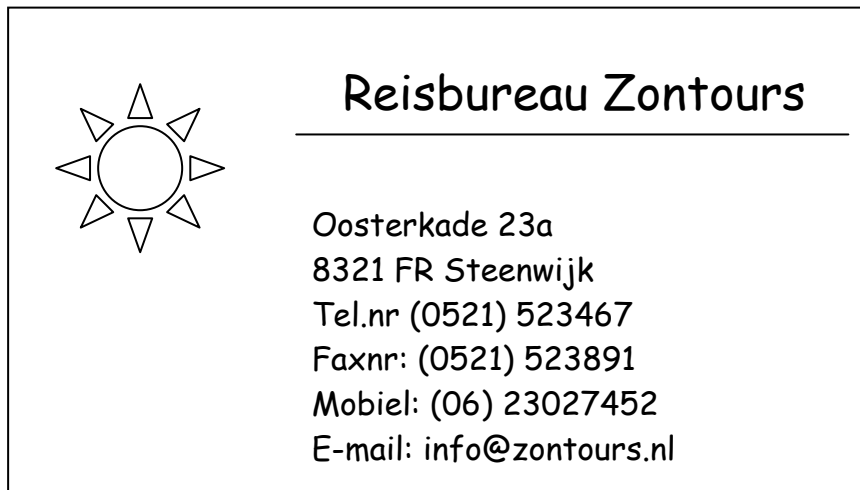 Reisbureau Zontours
Oosterkade 23a
8321 FR Steenwijk
Tel.nr (0521) 523467
Faxnr: (0521) 523891
Mobiel: (06) 23027452
E-mail: info@zontours.nl